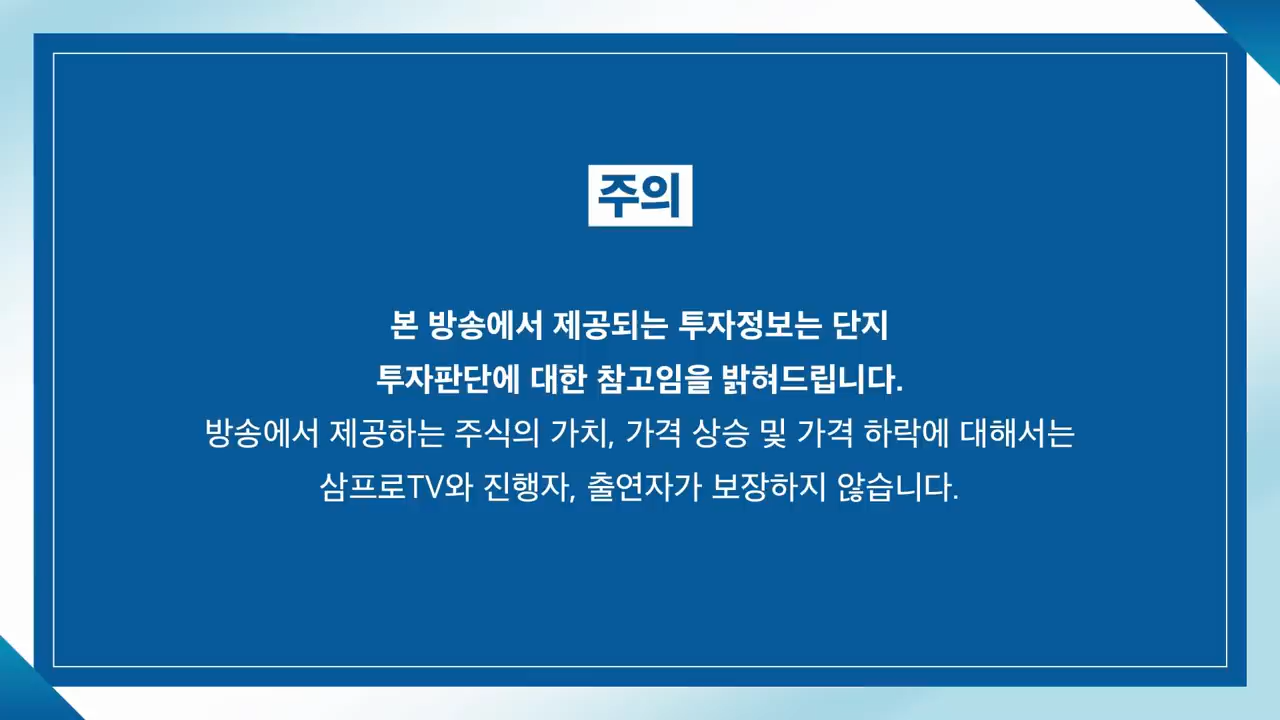 주의
본 방송에서 제공되는 투자정보는 단지
투자판단에 대한 참고임을 밝혀드립니다.
방송에서 제공하는 주식의 가치, 가격 상승 및 가격 하락에 대해서는
삼프로TV와 진행자, 출연자가 보장하지 않습니다.